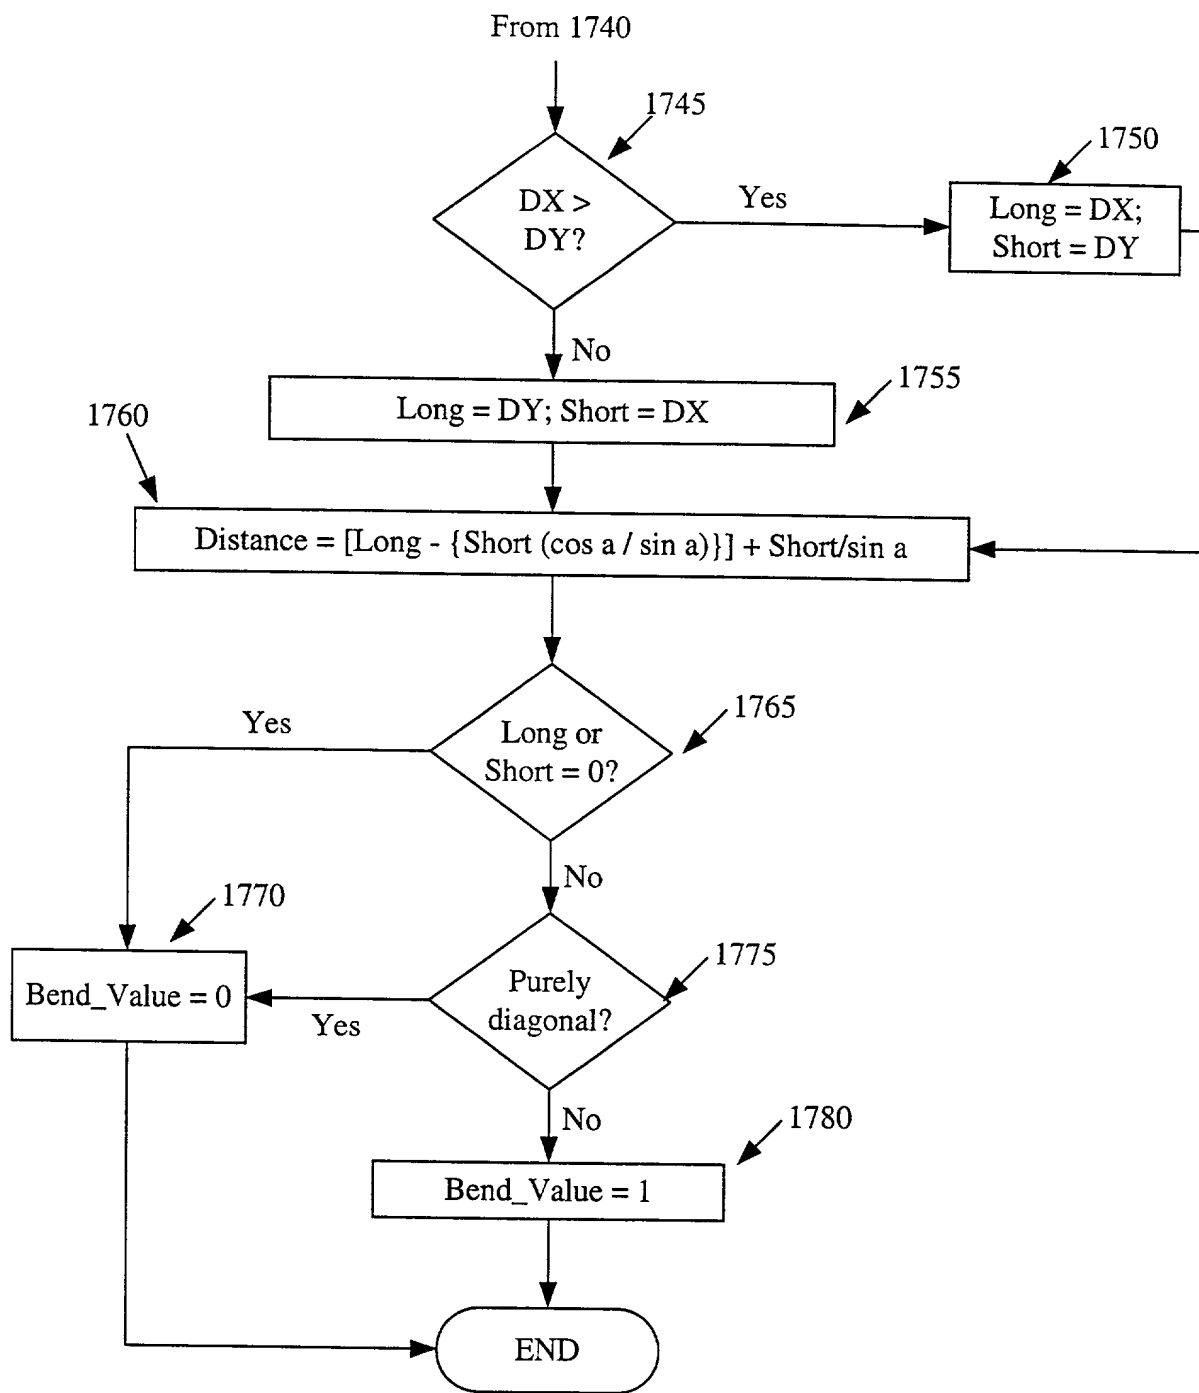 From 1740
1745
1750
DX >
DY?
Yes
Long = DX;
Short = DY
No
1755
Long = DY; Short = DX
1760
Distance = [Long - {Short (cos a / sin a)}] + Short/sin a
1765
Yes
Long or
Short = 0?
No
1770
1775
Bend_Value = 0
Yes
Purely
diagonal?
No
1780
Bend_Value = 1
END